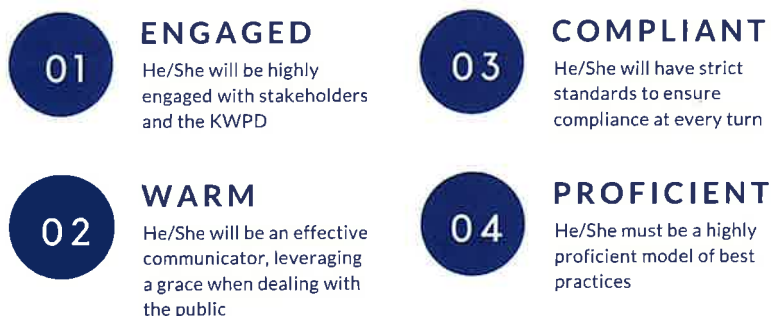 01
ENGAGED
He/She will be highly
engaged with stakeholders
and the KWPD
02
WARM
He/She will be an effective
communicator, leveraging
a grace when dealing with
the public
03
COMPLIANT
He/She will have strict
standards to ensure
compliance at every turn
04
PROFICIENT
He/She must be a highly
proficient model of best
practices